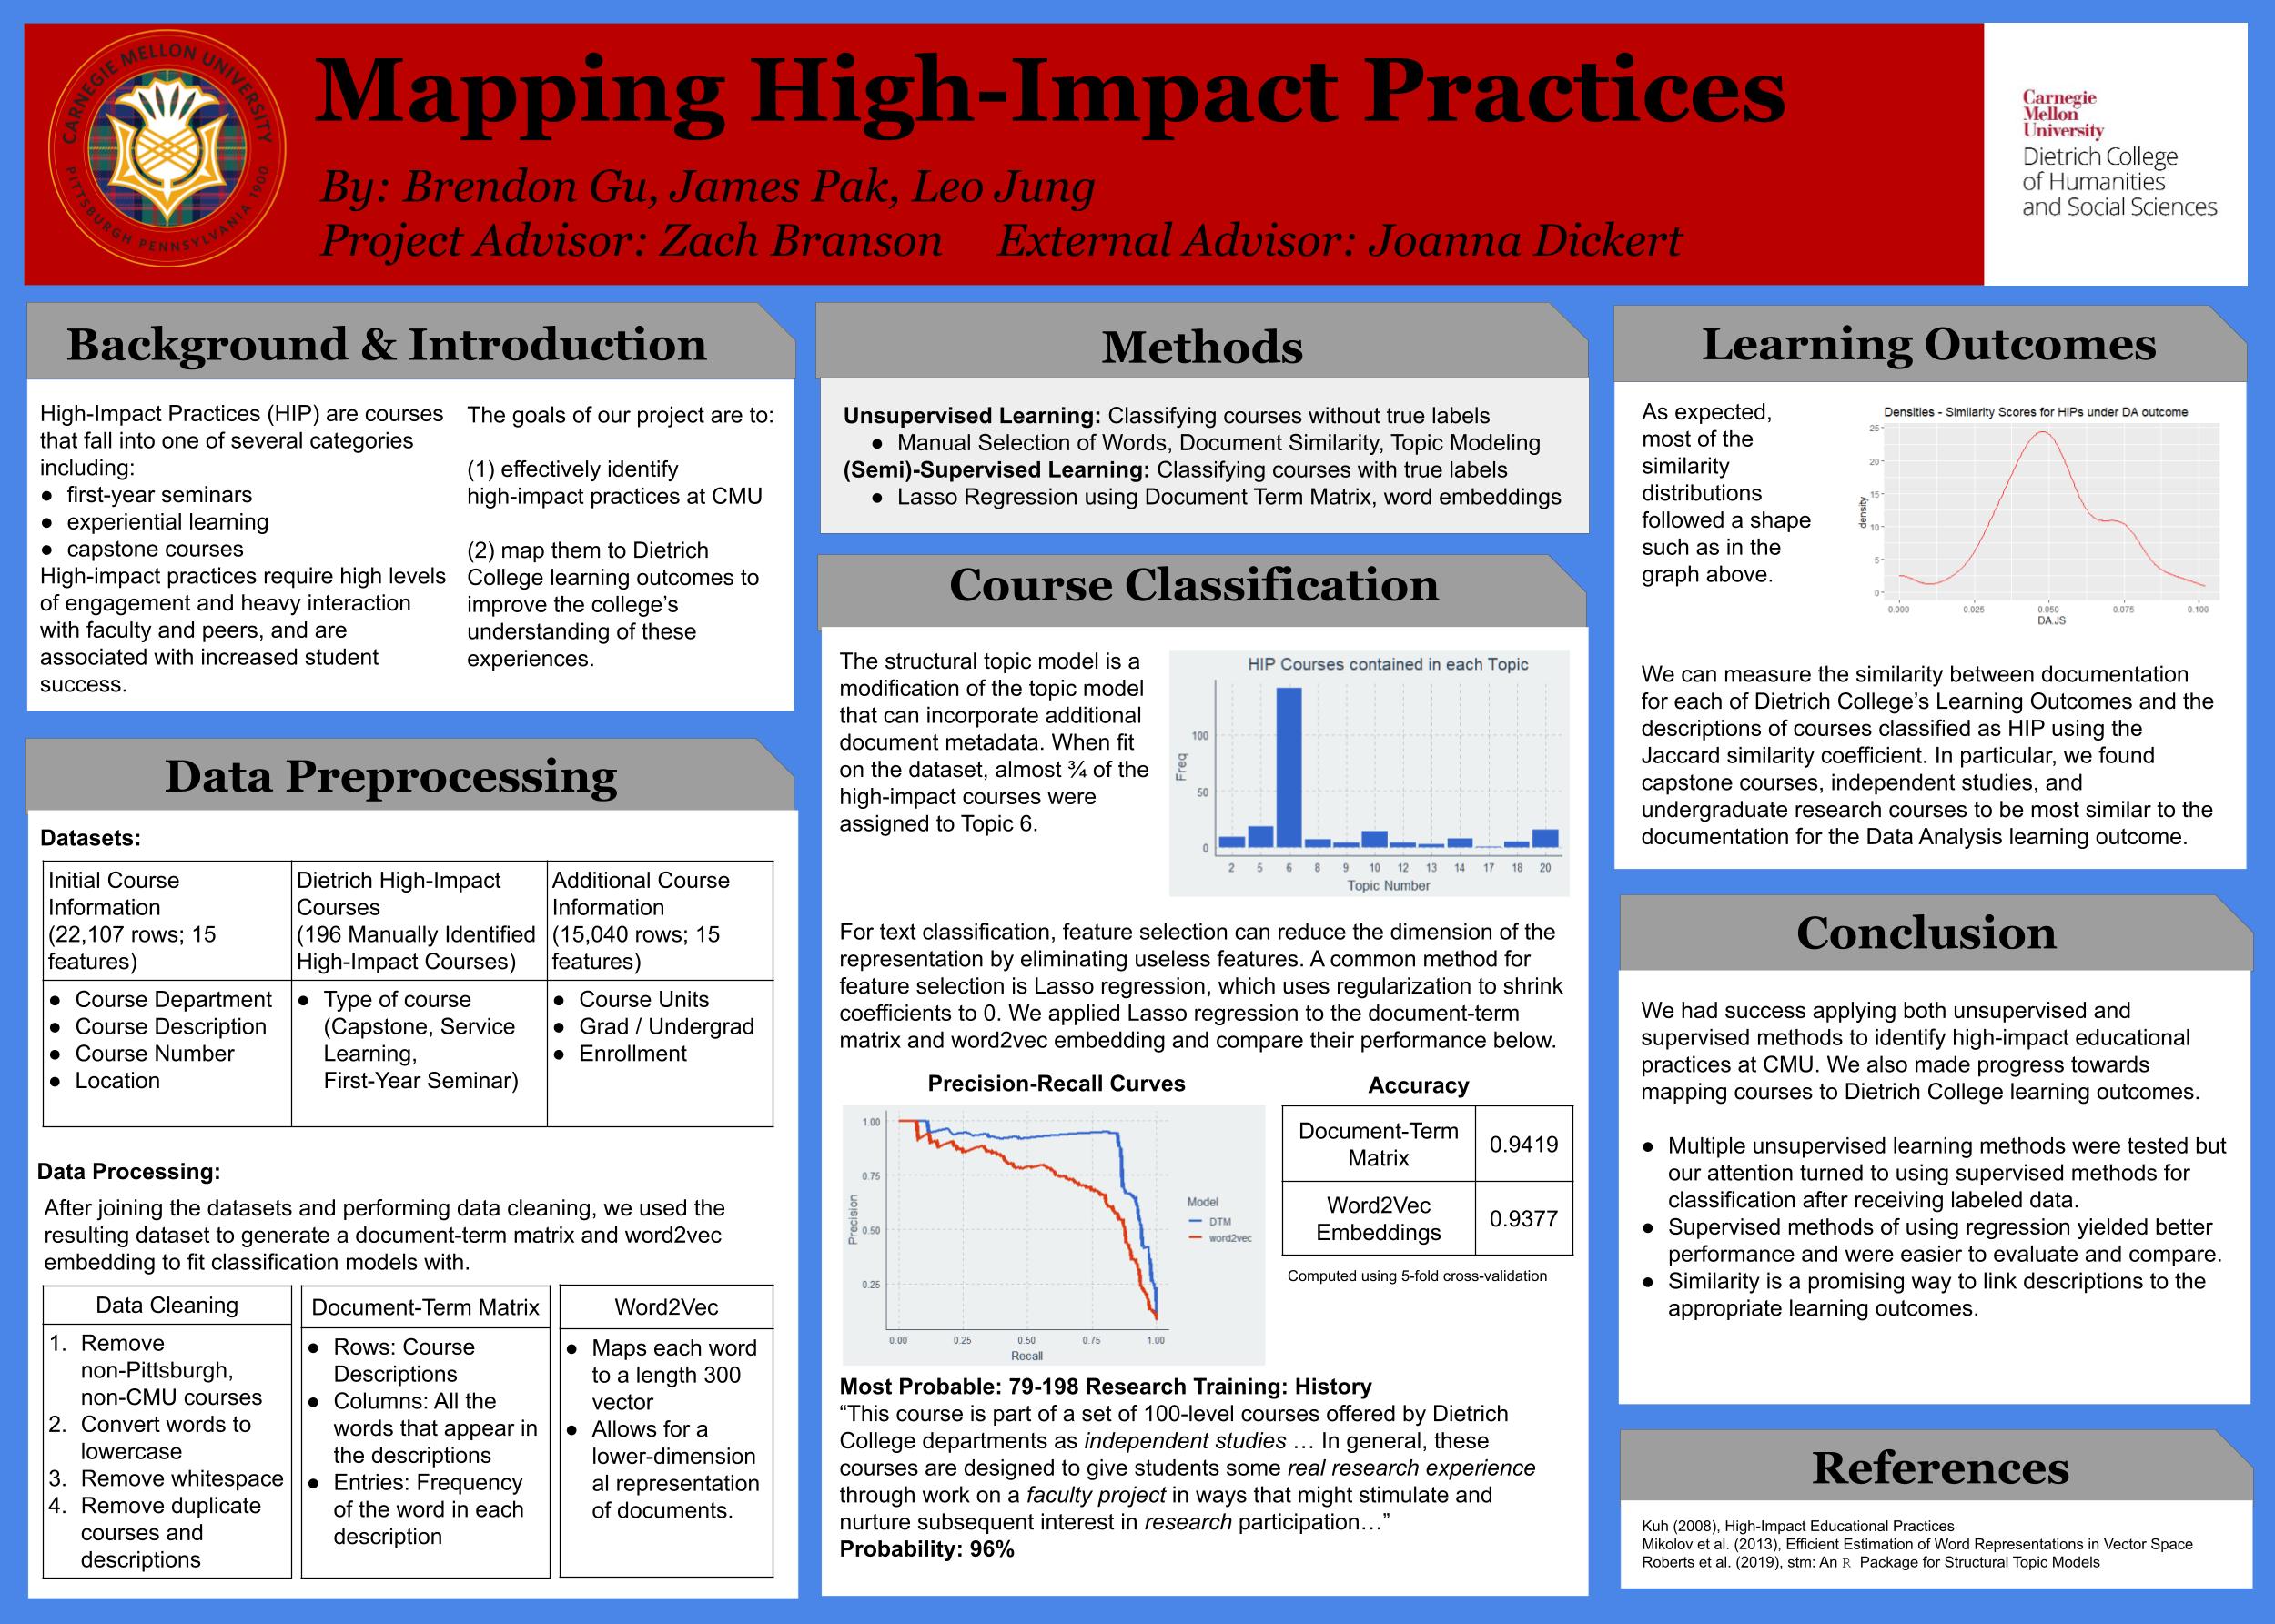 CARNEGIE MELLON UNIVERSITY
PITTSBURGH PENNSYLVANIA 1900
Mapping High-Impact Practices
By: Brendon Gu, James Pak, Leo Jung
Project Advisor: Zach Branson External Advisor: Joanna Dickert
Carnegie
Mellon
University
Dietrich College
of Humanities
and Social Sciences
Background & Introduction
High-Impact Practices (HIP) are courses
that fall into one of several categories
including:
● first-year seminars
● experiential learning
● capstone courses
High-impact practices require high levels
of engagement and heavy interaction
with faculty and peers, and are
associated with increased student
success.
The goals of our project are to:
(1) effectively identify
high-impact practices at CMU
(2) map them to Dietrich
College learning outcomes to
improve the college's
understanding of these
experiences.
Data Preprocessing
Datasets:
Initial Course
Information
(22,107 rows; 15
features)
Dietrich High-Impact
Courses
(196 Manually Identified
High-Impact Courses)
Additional Course
Information
(15,040 rows; 15
features)
● Course Department
● Course Description
● Course Number
● Location
● Type of course
(Capstone, Service
Learning,
First-Year Seminar)
● Course Units
● Grad / Undergrad
● Enrollment
Data Processing:
After joining the datasets and performing data cleaning, we used the
resulting dataset to generate a document-term matrix and word2vec
embedding to fit classification models with.
Data Cleaning
1. Remove
non-Pittsburgh,
non-CMU courses
2. Convert words to
lowercase
3. Remove whitespace
4. Remove duplicate
courses and
descriptions
Document-Term Matrix
● Rows: Course
Descriptions
● Columns: All the
words that appear in
the descriptions
● Entries: Frequency
of the word in each
description
Word2Vec
● Maps each word
to a length 300
vector
● Allows for a
lower-dimension
al representation
of documents.
Methods
Unsupervised Learning: Classifying courses without true labels
● Manual Selection of Words, Document Similarity, Topic Modeling
(Semi)-Supervised Learning: Classifying courses with true labels
● Lasso Regression using Document Term Matrix, word embeddings
Course Classification
The structural topic model is a
modification of the topic model
that can incorporate additional
document metadata. When fit
on the dataset, almost ¾ of the
high-impact courses were
assigned to Topic 6.
HIP Courses contained in each Topic
Freq
100
50
0
2 5 6 8 9 10 12 13 14 17 18 20
Topic Number
For text classification, feature selection can reduce the dimension of the
representation by eliminating useless features. A common method for
feature selection is Lasso regression, which uses regularization to shrink
coefficients to 0. We applied Lasso regression to the document-term
matrix and word2vec embedding and compare their performance below.
Precision-Recall Curves
Precision
1.00
0.75
0.50
0.25
0.00 0.25 0.50 0.75 1.00
Recall
Model
DTM
word2vec
Accuracy
Document-Term
Matrix
0.9419
Word2Vec
Embeddings
0.9377
Computed using 5-fold cross-validation
Most Probable: 79-198 Research Training: History
“This course is part of a set of 100-level courses offered by Dietrich
College departments as independent studies … In general, these
courses are designed to give students some real research experience
through work on a faculty project in ways that might stimulate and
nurture subsequent interest in research participation…”
Probability: 96%
Learning Outcomes
As expected,
most of the
similarity
distributions
followed a shape
such as in the
graph above.
Densities - Similarity Scores for HIPs under DA outcome
density
25
20
15
10
5
0
0.000 0.025 0.050 0.075 0.100
DA.JS
We can measure the similarity between documentation
for each of Dietrich College’s Learning Outcomes and the
descriptions of courses classified as HIP using the
Jaccard similarity coefficient. In particular, we found
capstone courses, independent studies, and
undergraduate research courses to be most similar to the
documentation for the Data Analysis learning outcome.
Conclusion
We had success applying both unsupervised and
supervised methods to identify high-impact educational
practices at CMU. We also made progress towards
mapping courses to Dietrich College learning outcomes.
● Multiple unsupervised learning methods were tested but
our attention turned to using supervised methods for
classification after receiving labeled data.
● Supervised methods of using regression yielded better
performance and were easier to evaluate and compare.
● Similarity is a promising way to link descriptions to the
appropriate learning outcomes.
References
Kuh (2008), High-Impact Educational Practices
Mikolov et al. (2013), Efficient Estimation of Word Representations in Vector Space
Roberts et al. (2019), stm: An R Package for Structural Topic Models